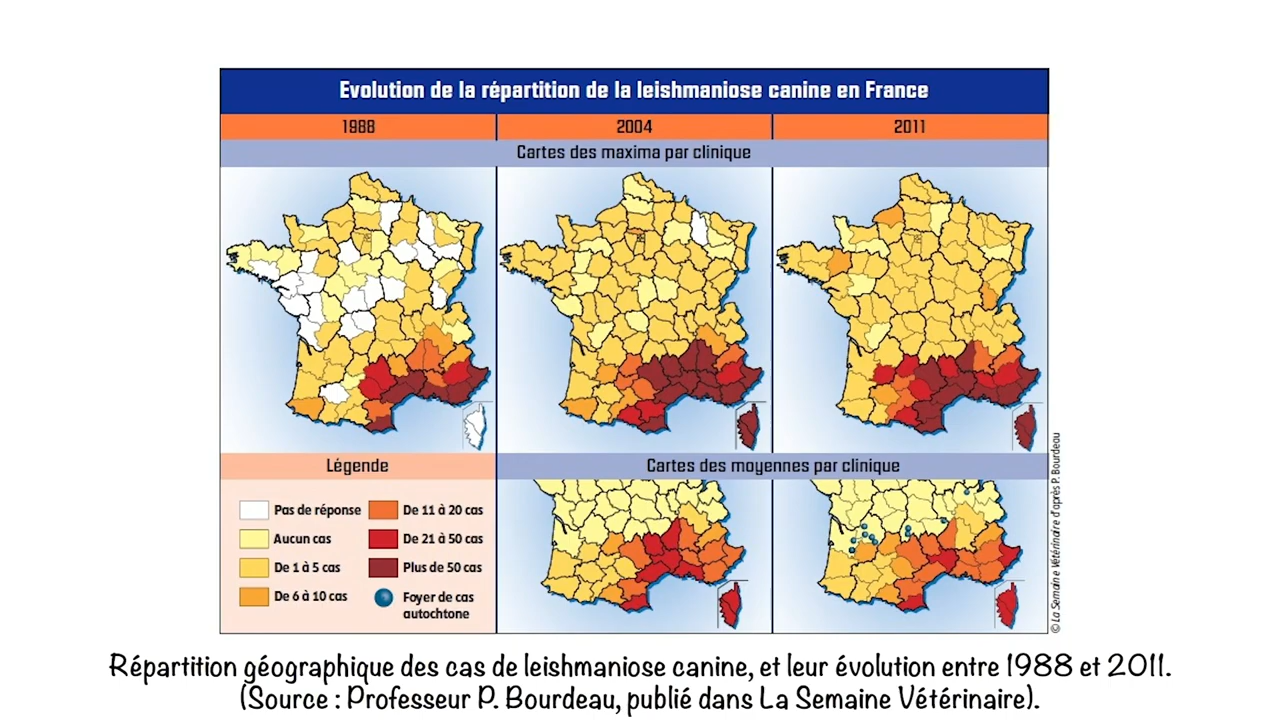 Evolution de la répartition de la leishmaniose canine en France
1988
2004
2011
Cartes des maxima par clinique
Légende
Cartes des moyennes par clinique
Pas de réponse
Aucun cas
De 1 à 5 cas
De 6 à 10 cas
De 11 à 20 cas
De 21 à 50 cas
Plus de 50 cas
Foyer de cas
autochtone
© La Semaine Vétérinaire d'après P. Bourdeau
Répartition géographique des cas de leishmaniose canine, et leur évolution entre 1988 et 2011.
(Source : Professeur P. Bourdeau, publié dans La Semaine Vétérinaire).